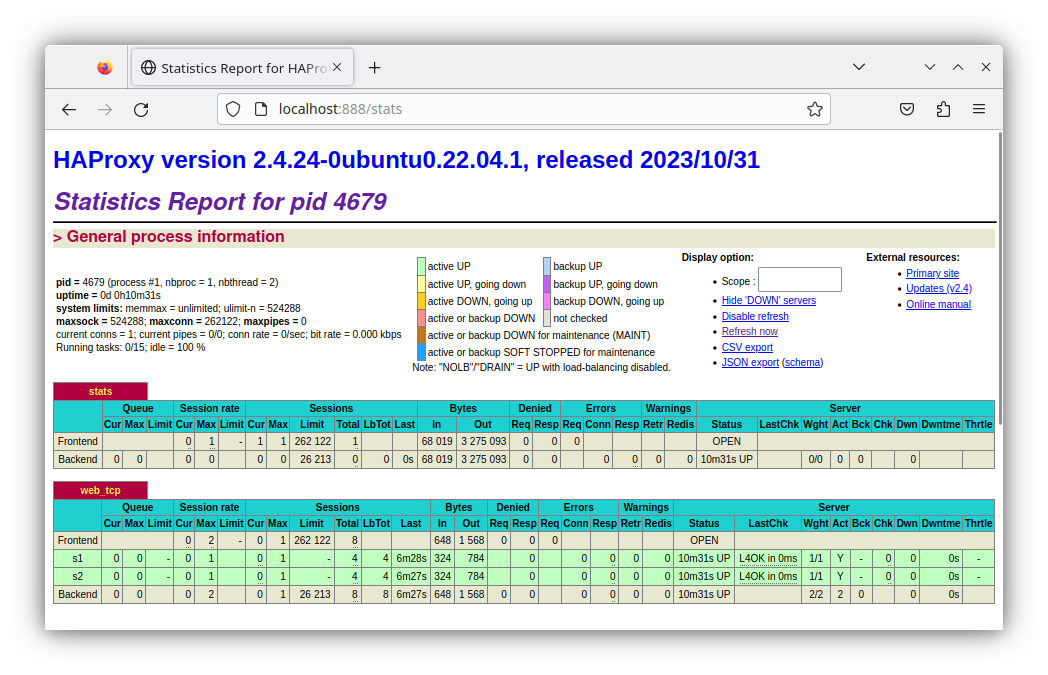 Statistics Report for HAPro
localhost:888/stats
HAProxy version 2.4.24-0ubuntu0.22.04.1, released 2023/10/31
Statistics Report for pid 4679
> General process information
pid = 4679 (process #1, nbproc = 1, nbthread = 2)
uptime = 0d 0h10m31s
system limits: memmax = unlimited; ulimit-n = 524288
maxsock = 524288; maxconn = 262122; maxpipes = 0
current conns = 1; current pipes = 0/0; conn rate = 0/sec; bit rate = 0.000 kbps
Running tasks: 0/15; idle = 100 %
active UP backup UP
active UP, going down backup UP, going down
active DOWN, going up backup DOWN, going up
active or backup DOWN not checked
active or backup DOWN for maintenance (MAINT)
active or backup SOFT STOPPED for maintenance
Note: "NOLB"/"DRAIN" = UP with load-balancing disabled.
Display option:
Scope :
Hide 'DOWN' servers
Disable refresh
Refresh now
CSV export
JSON export (schema)
External resources:
Primary site
Updates (v2.4)
Online manual
stats
Queue Session rate Sessions Bytes Denied Errors Warnings Server
Cur Max Limit Cur Max Limit Cur Max Limit Total LbTot Last In Out Req Resp Req Conn Resp Retr Redis Status LastChk Wght Act Bck Chk Dwn Dwntme Thrtle
Frontend 0 1 - 1 1 262 122 1 68 019 3 275 093 0 0 0 OPEN
Backend 0 0 0 0 0 0 26 213 0 0 0s 68 019 3 275 093 0 0 0 0 0 0 10m31s UP 0/0 0 0 0
web_tcp
Queue Session rate Sessions Bytes Denied Errors Warnings Server
Cur Max Limit Cur Max Limit Cur Max Limit Total LbTot Last In Out Req Resp Req Conn Resp Retr Redis Status LastChk Wght Act Bck Chk Dwn Dwntme Thrtle
Frontend 0 2 - 0 1 262 122 8 648 1 568 0 0 0 OPEN
s1 0 0 - 0 1 0 1 - 4 4 6m28s 324 784 0 0 0 0 0 10m31s UP L4OK in 0ms 1/1 Y - 0 0 0s -
s2 0 0 - 0 1 0 1 - 4 4 6m27s 324 784 0 0 0 0 0 10m31s UP L4OK in 0ms 1/1 Y - 0 0 0s -
Backend 0 0 0 2 0 1 26 213 8 8 6m27s 648 1 568 0 0 0 0 0 0 10m31s UP 2/2 2 0 0 0s